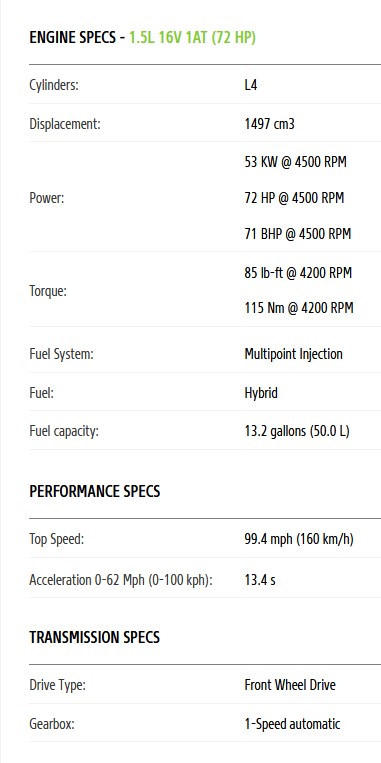 ENGINE SPECS - 1.5L 16V 1AT (72 HP)
Cylinders: L4
Displacement: 1497 cm3
Power: 53 KW @ 4500 RPM
72 HP @ 4500 RPM
71 BHP @ 4500 RPM
Torque: 85 lb-ft @ 4200 RPM
115 Nm @ 4200 RPM
Fuel System: Multipoint Injection
Fuel: Hybrid
Fuel capacity: 13.2 gallons (50.0 L)
PERFORMANCE SPECS
Top Speed: 99.4 mph (160 km/h)
Acceleration 0-62 Mph (0-100 kph): 13.4 s
TRANSMISSION SPECS
Drive Type: Front Wheel Drive
Gearbox: 1-Speed automatic